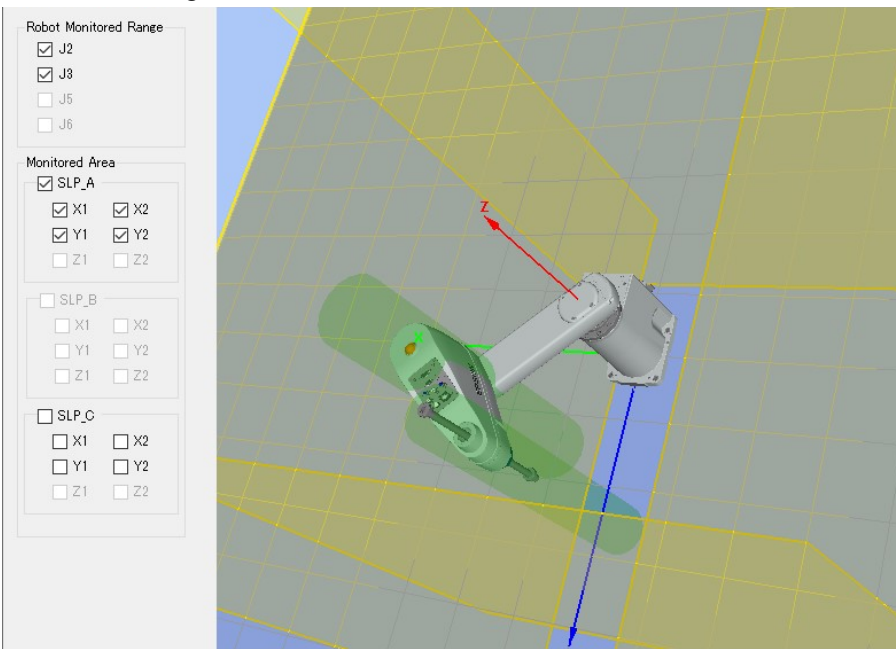 Robot Monitored Range
J2
J3
J5
J6
Monitored Area
SLP_A
X1 X2
Y1 Y2
Z1 Z2
SLP_B
X1 X2
Y1 Y2
Z1 Z2
SLP_C
X1 X2
Y1 Y2
Z1 Z2
Z